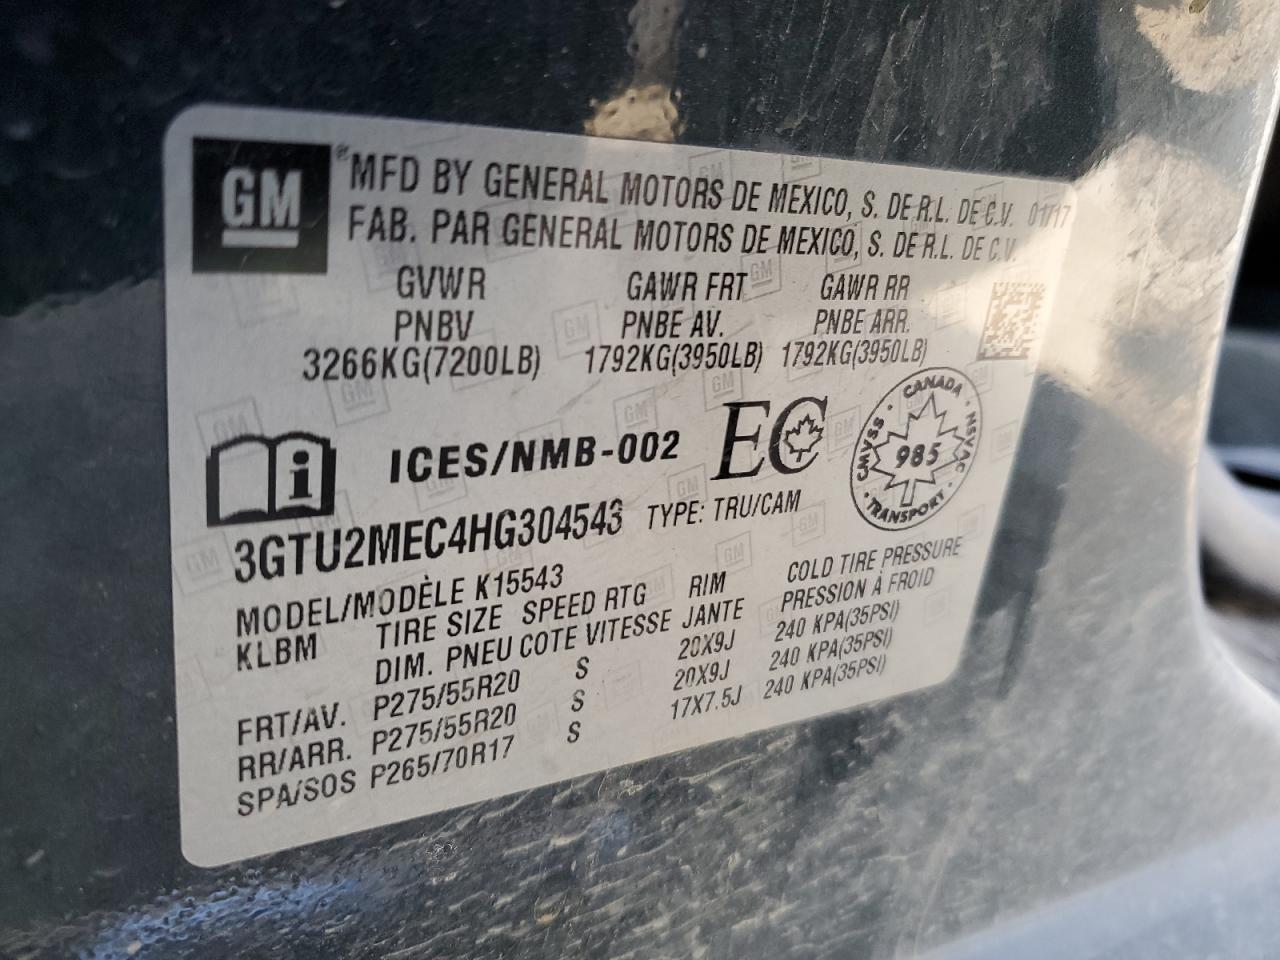 GM
® MFD BY GENERAL MOTORS DE MEXICO, S. DE R.L. DE C.V. 01/17
FAB. PAR GENERAL MOTORS DE MEXICO, S. DE R.L. DE C.V.
GVWR GAWR FRT GAWR RR
PNBV PNBE AV. PNBE ARR.
3266KG(7200LB) 1792KG(3950LB) 1792KG(3950LB)
i ICES/NMB-002 EC
CANADA
CMVSS 985 NSVAC
TRANSPORT
3GTU2MEC4HG304543 TYPE: TRU/CAM
MODEL/MODÈLE K15543
KLBM TIRE SIZE SPEED RTG RIM COLD TIRE PRESSURE
DIM. PNEU COTE VITESSE JANTE PRESSION À FROID
FRT/AV. P275/55R20 S 20X9J 240 KPA(35PSI)
RR/ARR. P275/55R20 S 20X9J 240 KPA(35PSI)
SPA/SOS P265/70R17 S 17X7.5J 240 KPA(35PSI)